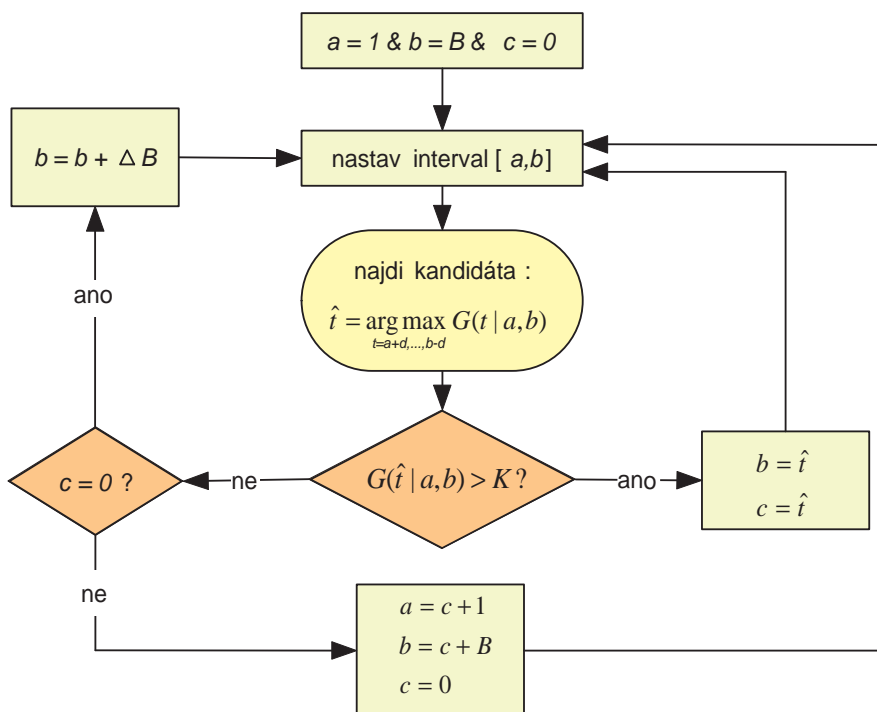 a = 1 & b = B & c = 0
b = b + Δ B
nastav interval [ a,b]
najdi kandidáta :
t̂ = arg max G(t | a,b)
t=a+d,...,b-d
ano
c = 0 ?
ne
G(t̂ | a,b) > K ?
ano
b = t̂
c = t̂
ne
a = c + 1
b = c + B
c = 0